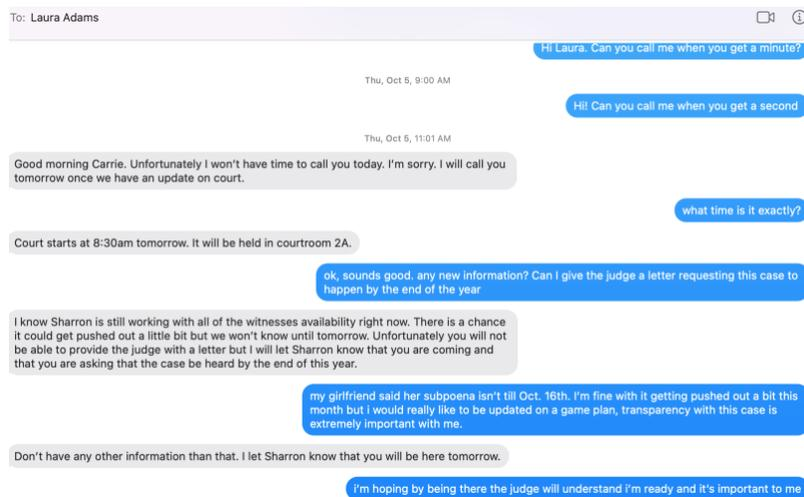 To: Laura Adams
Hi Laura. Can you call me when you get a minute?
Thu, Oct 5, 9:00 AM
Hi! Can you call me when you get a second
Thu, Oct 5, 11:01 AM
Good morning Carrie. Unfortunately I won't have time to call you today. I'm sorry. I will call you
tomorrow once we have an update on court.
what time is it exactly?
Court starts at 8:30am tomorrow. It will be held in courtroom 2A.
ok, sounds good. any new information? Can I give the judge a letter requesting this case to
happen by the end of the year
I know Sharron is still working with all of the witnesses availability right now. There is a chance
it could get pushed out a little bit but we won't know until tomorrow. Unfortunately you will not
be able to provide the judge with a letter but I will let Sharron know that you are coming and
that you are asking that the case be heard by the end of this year.
my girlfriend said her subpoena isn't till Oct. 16th. I'm fine with it getting pushed out a bit this
month but i would really like to be updated on a game plan, transparency with this case is
extremely important with me.
Don't have any other information than that. I let Sharron know that you will be here tomorrow.
i'm hoping by being there the judge will understand i'm ready and it's important to me